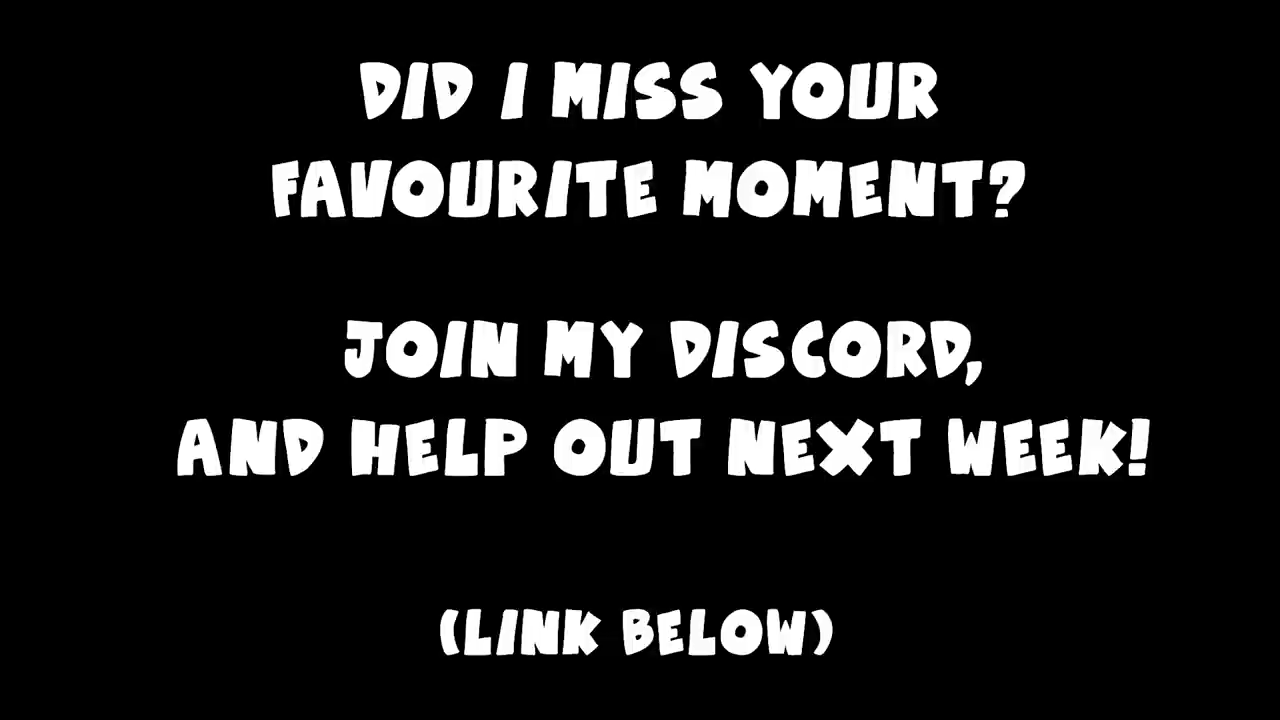 DID I MISS YOUR
FAVOURITE MOMENT?
JOIN MY DISCORD,
AND HELP OUT NEXT WEEK!
(LINK BELOW)